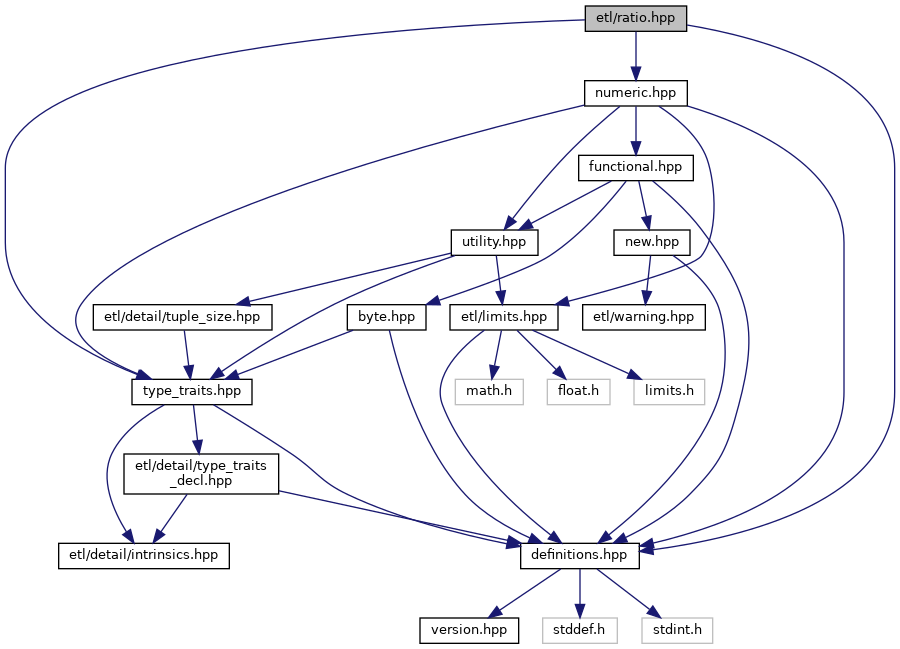 etl/ratio.hpp
numeric.hpp
functional.hpp
utility.hpp
new.hpp
etl/detail/tuple_size.hpp
byte.hpp
etl/limits.hpp
etl/warning.hpp
type_traits.hpp
math.h
float.h
limits.h
etl/detail/type_traits
_decl.hpp
etl/detail/intrinsics.hpp
definitions.hpp
version.hpp
stddef.h
stdint.h